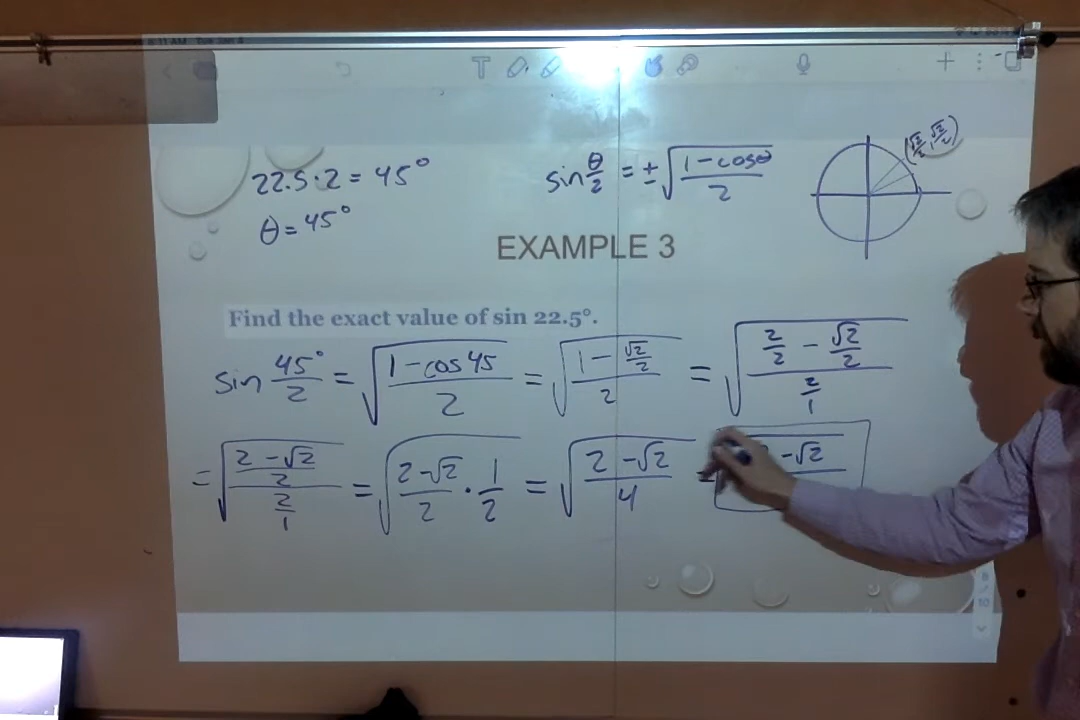 22.5 · 2 = 45°
θ = 45°
sin θ/2 = ± √((1 - cosθ)/2)
(√2/2, √2/2)
EXAMPLE 3
Find the exact value of sin 22.5°.
sin 45°/2 = √((1 - cos 45)/2) = √((1 - √2/2)/2) = √((2/2 - √2/2)/(2/1))
= √(((2 - √2)/2)/(2/1)) = √((2-√2)/2 · 1/2) = √((2 - √2)/4)
- √2